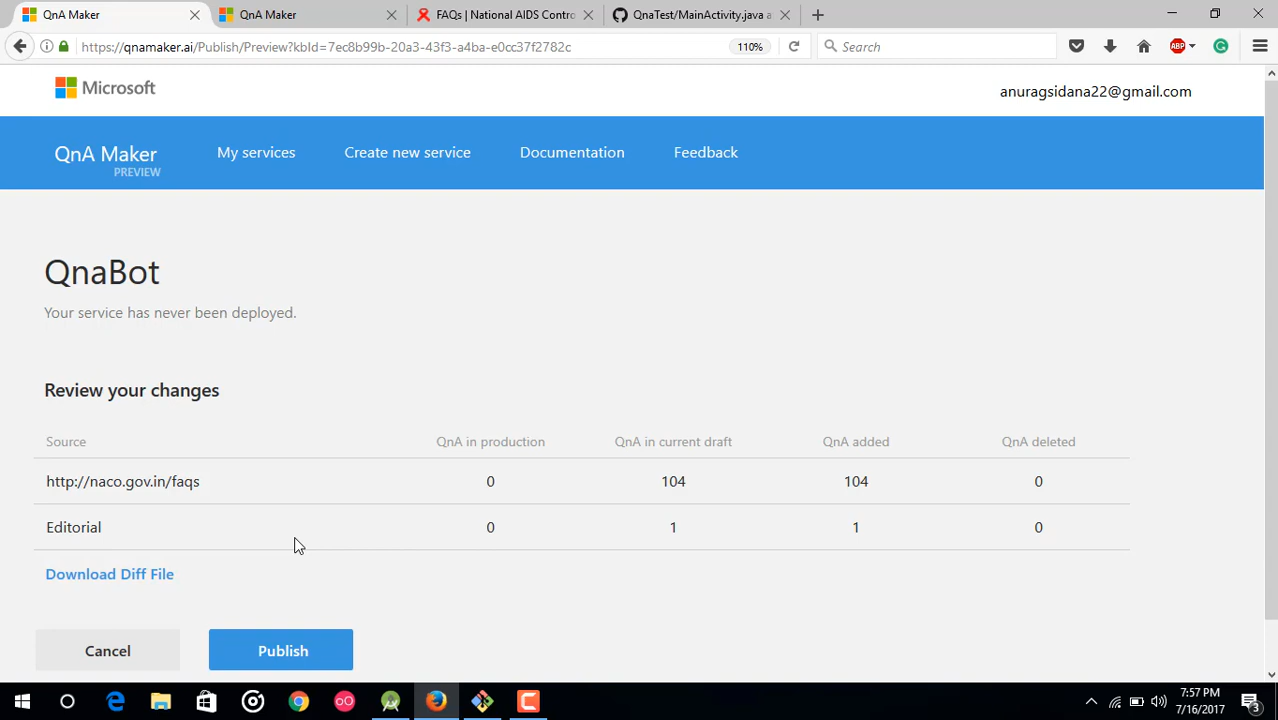 QnA Maker
QnA Maker
FAQs | National AIDS Contro
QnaTest/MainActivity.java a
https://qnamaker.ai/Publish/Preview?kbId=7ec8b99b-20a3-43f3-a4ba-e0cc37f2782c
110%
Search
ABP
Microsoft
anuragsidana22@gmail.com
QnA Maker
PREVIEW
My services
Create new service
Documentation
Feedback
QnaBot
Your service has never been deployed.
Review your changes
Source QnA in production QnA in current draft QnA added QnA deleted
http://naco.gov.in/faqs 0 104 104 0
Editorial 0 1 1 0
Download Diff File
Cancel
Publish
7:57 PM
7/16/2017
3